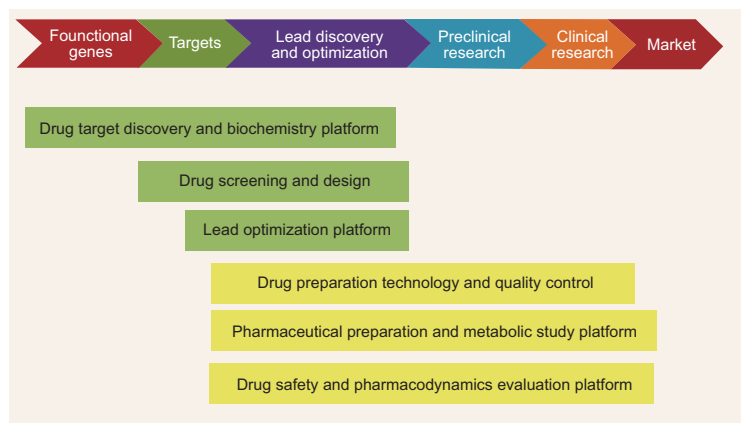 Founctional
genes
Targets
Lead discovery
and optimization
Preclinical
research
Clinical
research
Market
Drug target discovery and biochemistry platform
Drug screening and design
Lead optimization platform
Drug preparation technology and quality control
Pharmaceutical preparation and metabolic study platform
Drug safety and pharmacodynamics evaluation platform